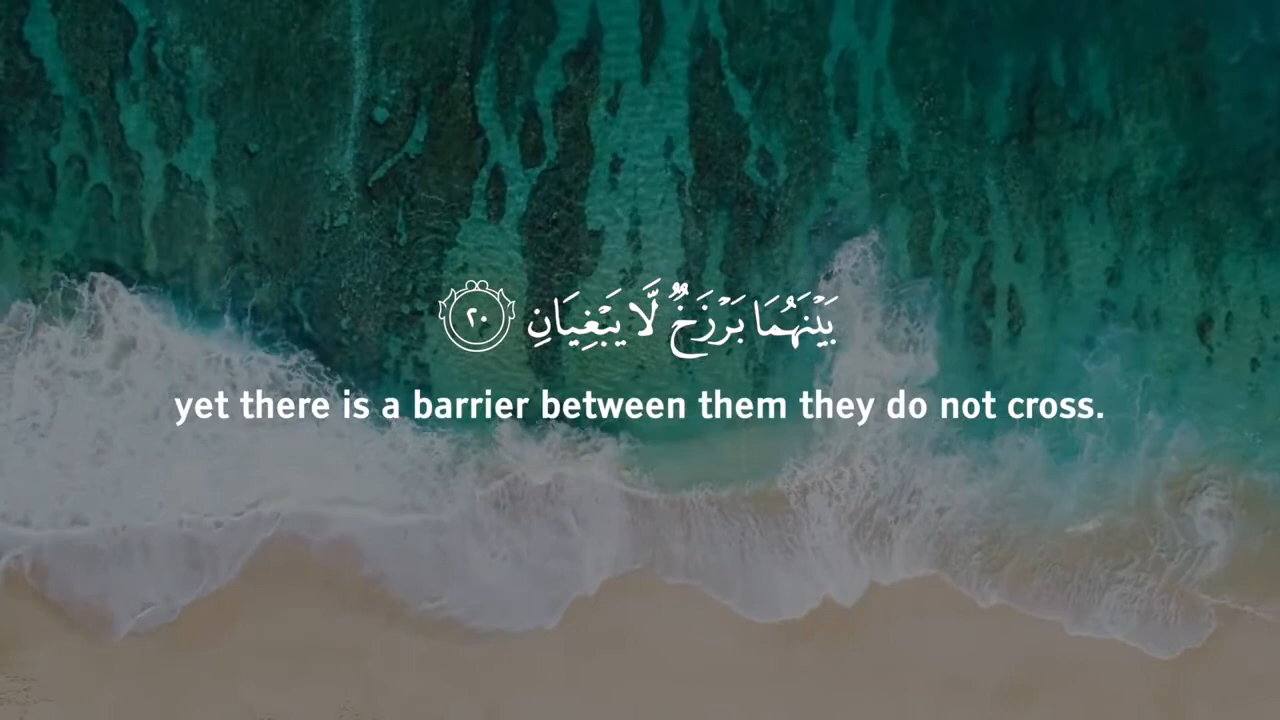 بَيْنَهُمَا بَرْزَخٌ لَّا يَبْغِيَانِ ٢٠
yet there is a barrier between them they do not cross.